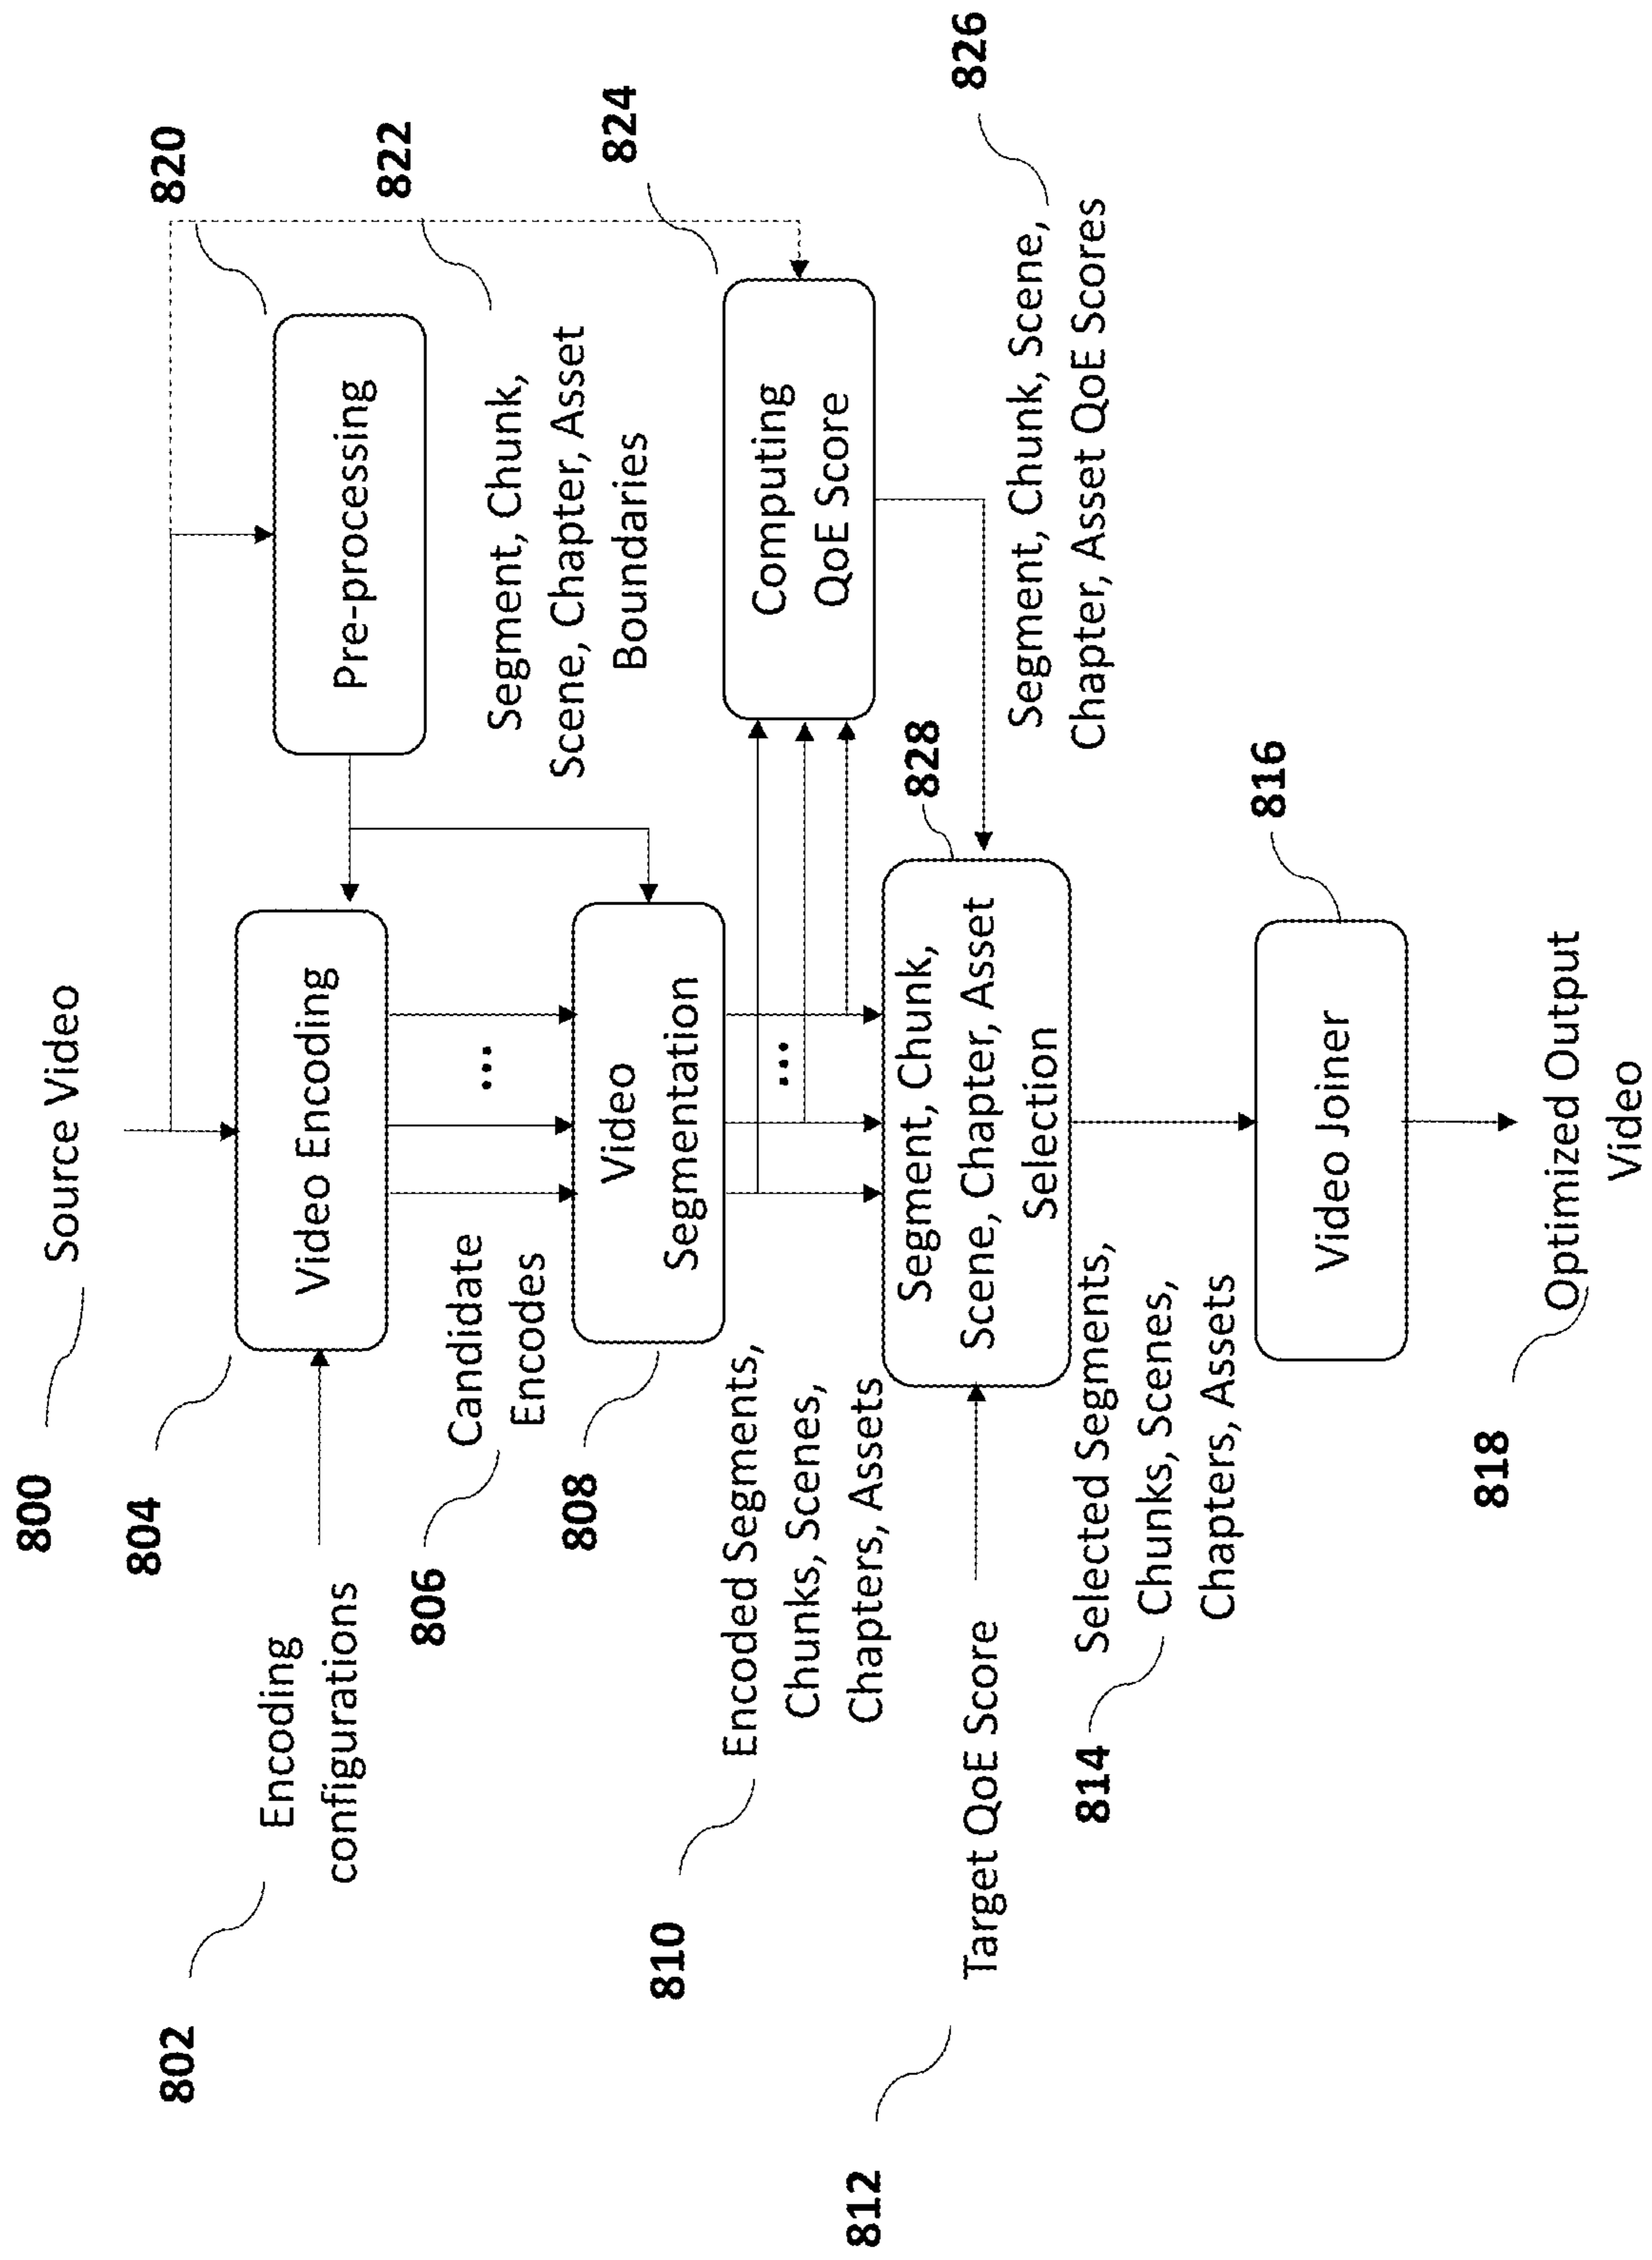 800
Source Video
802
Encoding
configurations
804
Video Encoding
820
Pre-processing
806
Candidate
Encodes
822
Segment, Chunk,
Scene, Chapter, Asset
Boundaries
808
Video
Segmentation
824
Computing
QoE Score
810
Encoded Segments,
Chunks, Scenes,
Chapters, Assets
...
...
812
Target QoE Score
828
Segment, Chunk,
Scene, Chapter, Asset
Selection
826
Segment, Chunk, Scene,
Chapter, Asset QoE Scores
814
Selected Segments,
Chunks, Scenes,
Chapters, Assets
816
Video Joiner
818
Optimized Output
Video